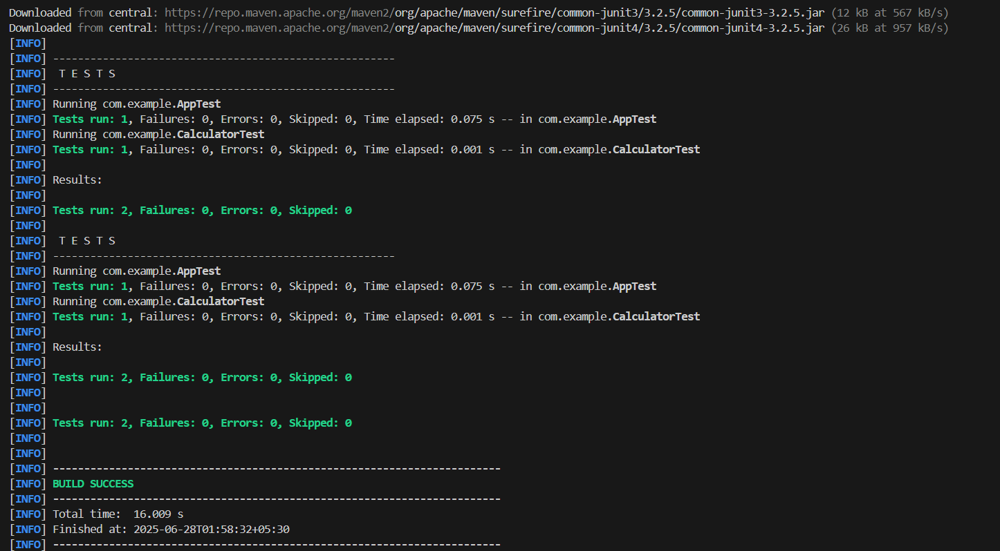 Downloaded from central: https://repo.maven.apache.org/maven2/org/apache/maven/surefire/common-junit3/3.2.5/common-junit3-3.2.5.jar (12 kB at 567 kB/s)
Downloaded from central: https://repo.maven.apache.org/maven2/org/apache/maven/surefire/common-junit4/3.2.5/common-junit4-3.2.5.jar (26 kB at 957 kB/s)
[INFO]
[INFO] -------------------------------------------------------
[INFO]  T E S T S
[INFO] -------------------------------------------------------
[INFO] Running com.example.AppTest
[INFO] Tests run: 1, Failures: 0, Errors: 0, Skipped: 0, Time elapsed: 0.075 s -- in com.example.AppTest
[INFO] Running com.example.CalculatorTest
[INFO] Tests run: 1, Failures: 0, Errors: 0, Skipped: 0, Time elapsed: 0.001 s -- in com.example.CalculatorTest
[INFO]
[INFO] Results:
[INFO]
[INFO] Tests run: 2, Failures: 0, Errors: 0, Skipped: 0
[INFO]
[INFO]  T E S T S
[INFO] -------------------------------------------------------
[INFO] Running com.example.AppTest
[INFO] Tests run: 1, Failures: 0, Errors: 0, Skipped: 0, Time elapsed: 0.075 s -- in com.example.AppTest
[INFO] Running com.example.CalculatorTest
[INFO] Tests run: 1, Failures: 0, Errors: 0, Skipped: 0, Time elapsed: 0.001 s -- in com.example.CalculatorTest
[INFO]
[INFO] Results:
[INFO]
[INFO] Tests run: 2, Failures: 0, Errors: 0, Skipped: 0
[INFO]
[INFO]
[INFO] Tests run: 2, Failures: 0, Errors: 0, Skipped: 0
[INFO]
[INFO]
[INFO] ------------------------------------------------------------------------
[INFO] BUILD SUCCESS
[INFO] ------------------------------------------------------------------------
[INFO] Total time:  16.009 s
[INFO] Finished at: 2025-06-28T01:58:32+05:30
[INFO] ------------------------------------------------------------------------